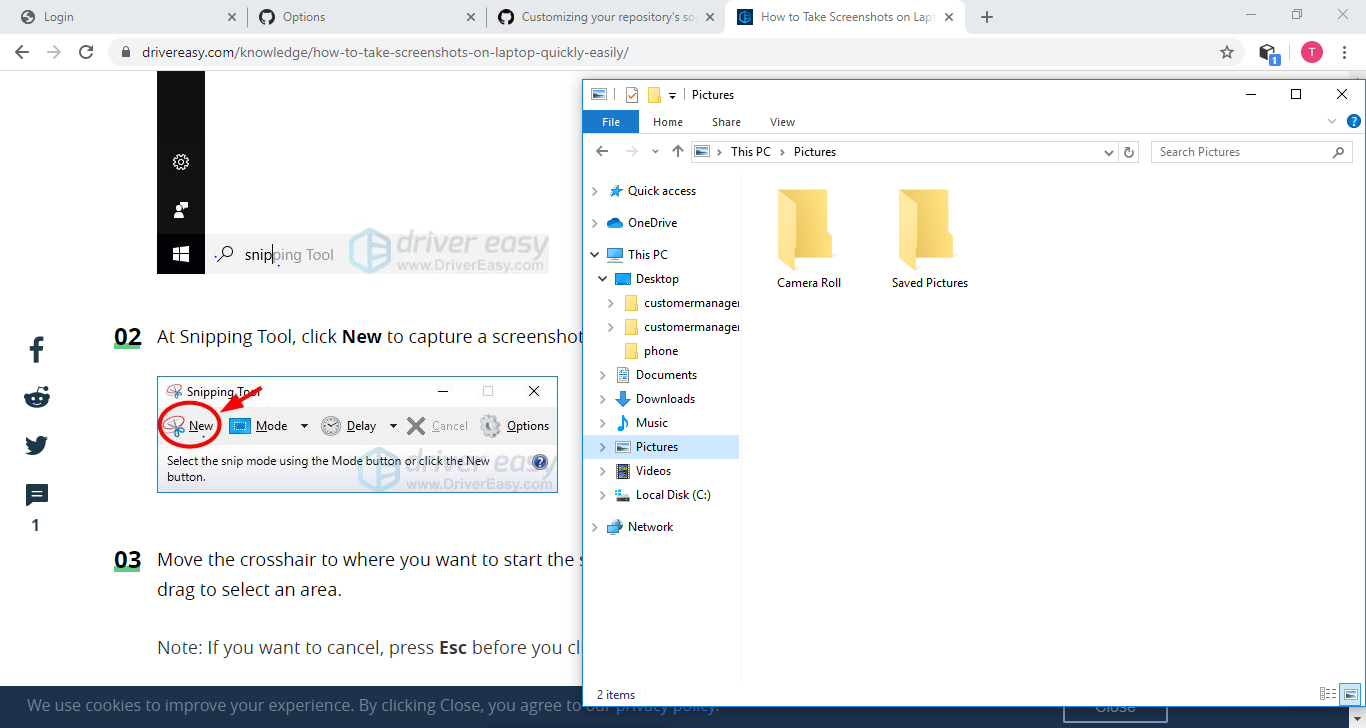 Login
Options
Customizing your repository's so
How to Take Screenshots on Lapt
drivereasy.com/knowledge/how-to-take-screenshots-on-laptop-quickly-easily/
1
T
snipping Tool
driver easy
www.DriverEasy.com
02 At Snipping Tool, click New to capture a screenshot
Snipping Tool
New Mode Delay Cancel Options
Select the snip mode using the Mode button or click the New
button.
driver easy
www.DriverEasy.com
1
03 Move the crosshair to where you want to start the s
drag to select an area.
Note: If you want to cancel, press Esc before you cl
We use cookies to improve your experience. By clicking Close, you agree to our privacy policy.
Close
Pictures
File Home Share View
This PC > Pictures
Search Pictures
Quick access
OneDrive
This PC
Desktop
customermanager
customermanager
phone
Documents
Downloads
Music
Pictures
Videos
Local Disk (C:)
Network
Camera Roll
Saved Pictures
2 items